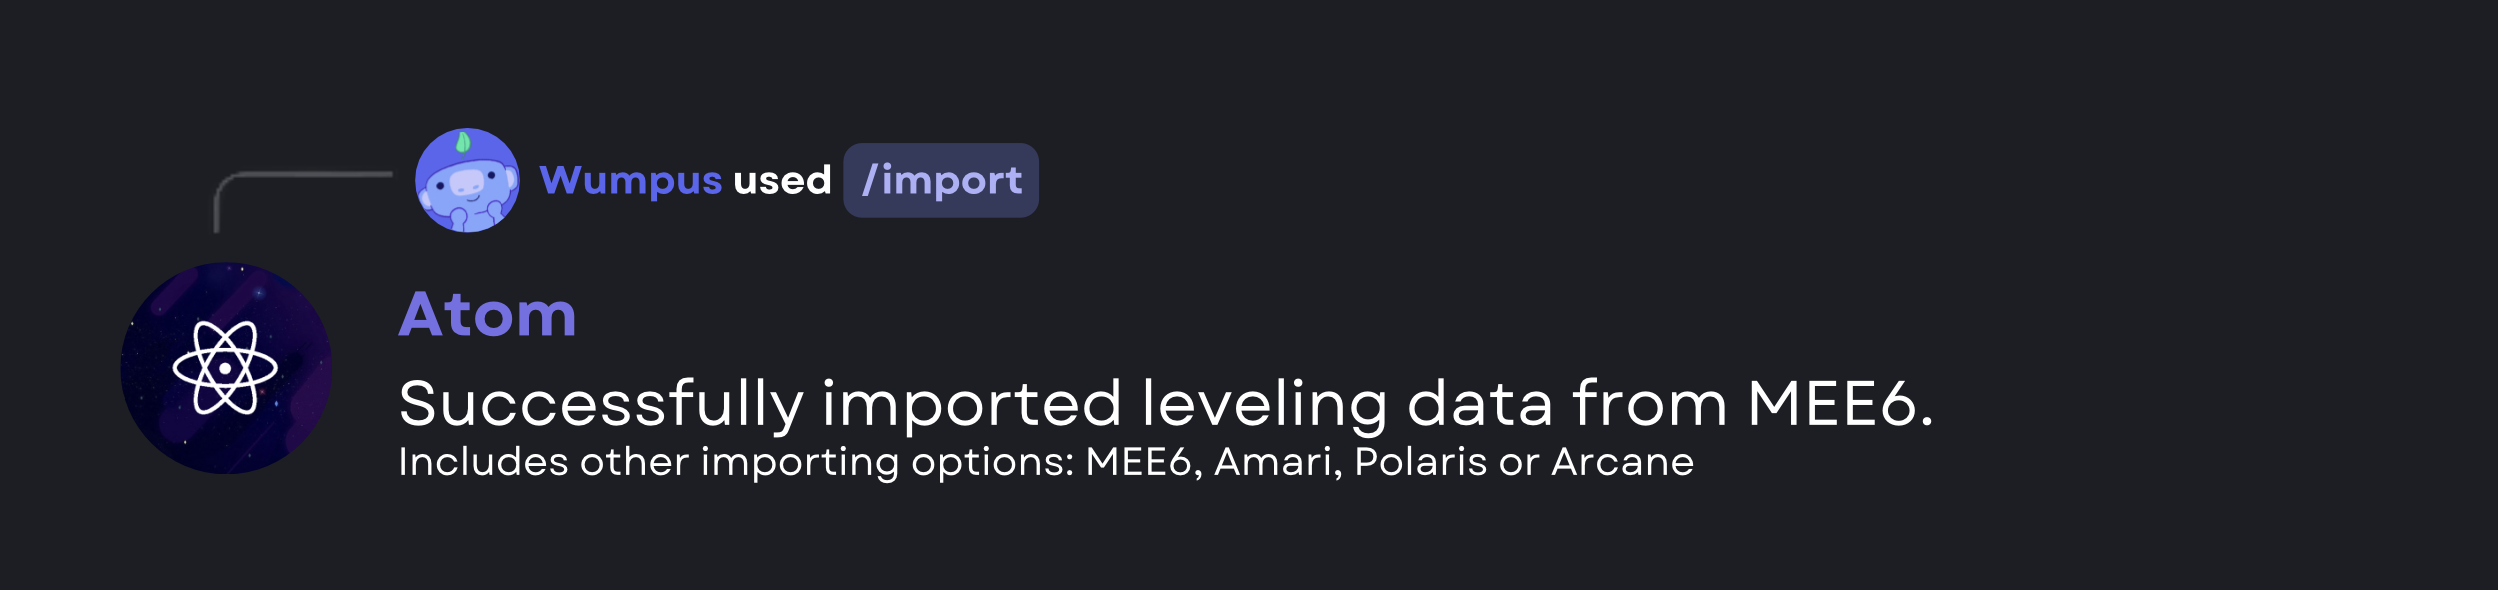 Wumpus used /import
Atom
Successfully imported leveling data from MEE6.
Includes other importing options: MEE6, Amari, Polaris or Arcane